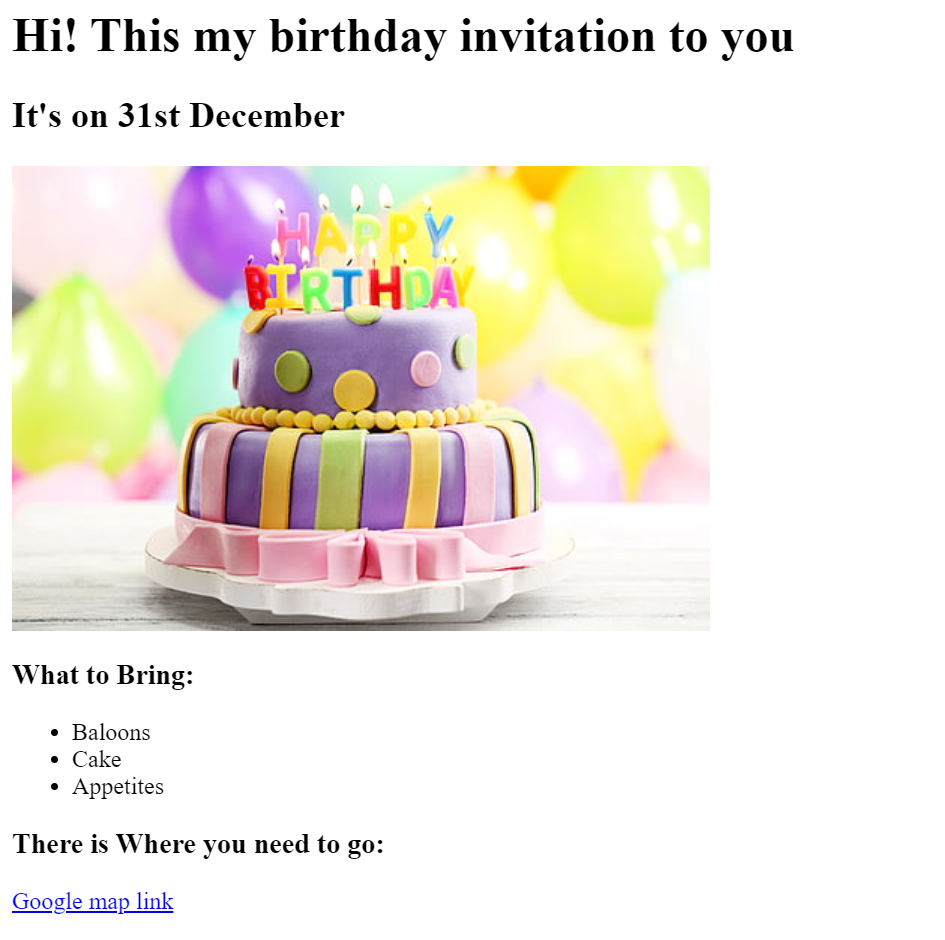 Hi! This my birthday invitation to you
It's on 31st December
HAPPY
BIRTHDAY
What to Bring:
Baloons
Cake
Appetites
There is Where you need to go:
Google map link